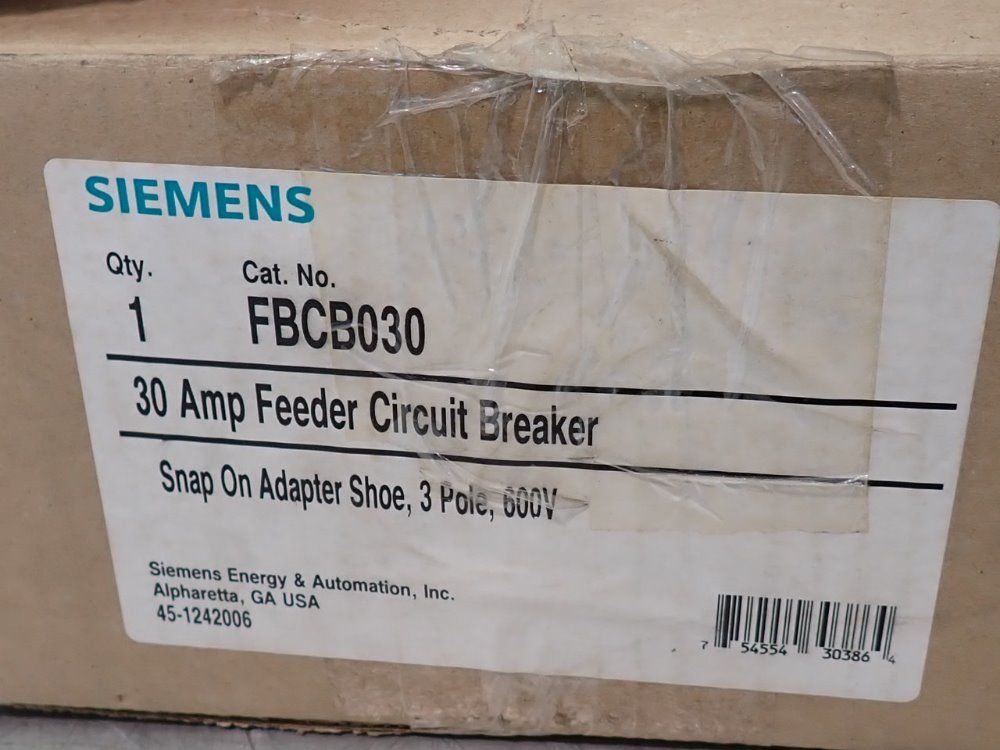 SIEMENS
Qty. Cat. No.
1 FBCB030
30 Amp Feeder Circuit Breaker
Snap On Adapter Shoe, 3 Pole, 600V
Siemens Energy & Automation, Inc.
Alpharetta, GA USA
45-1242006
7 54554 30386 4